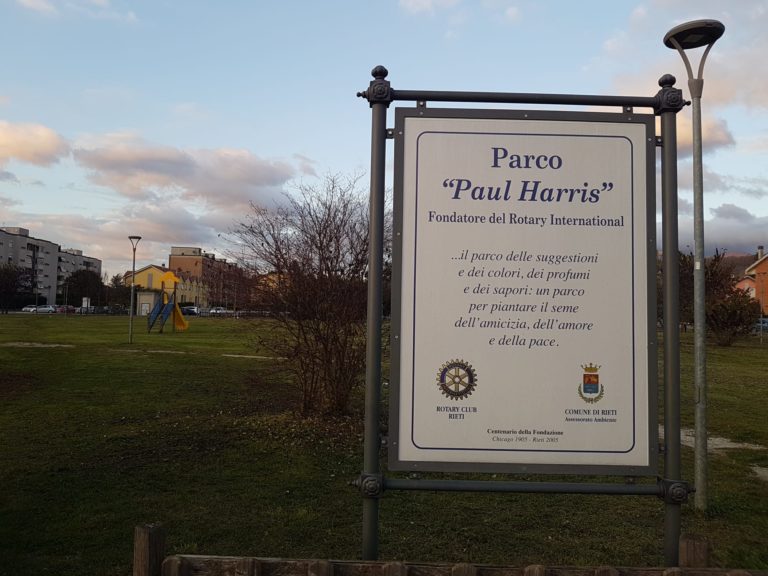 Parco
“Paul Harris”
Fondatore del Rotary International
...il parco delle suggestioni
e dei colori, dei profumi
e dei sapori: un parco
per piantare il seme
dell'amicizia, dell'amore
e della pace.
ROTARY CLUB
RIETI
COMUNE DI RIETI
Assessorato Ambiente
Centenario della Fondazione
Chicago 1905 - Rieti 2005